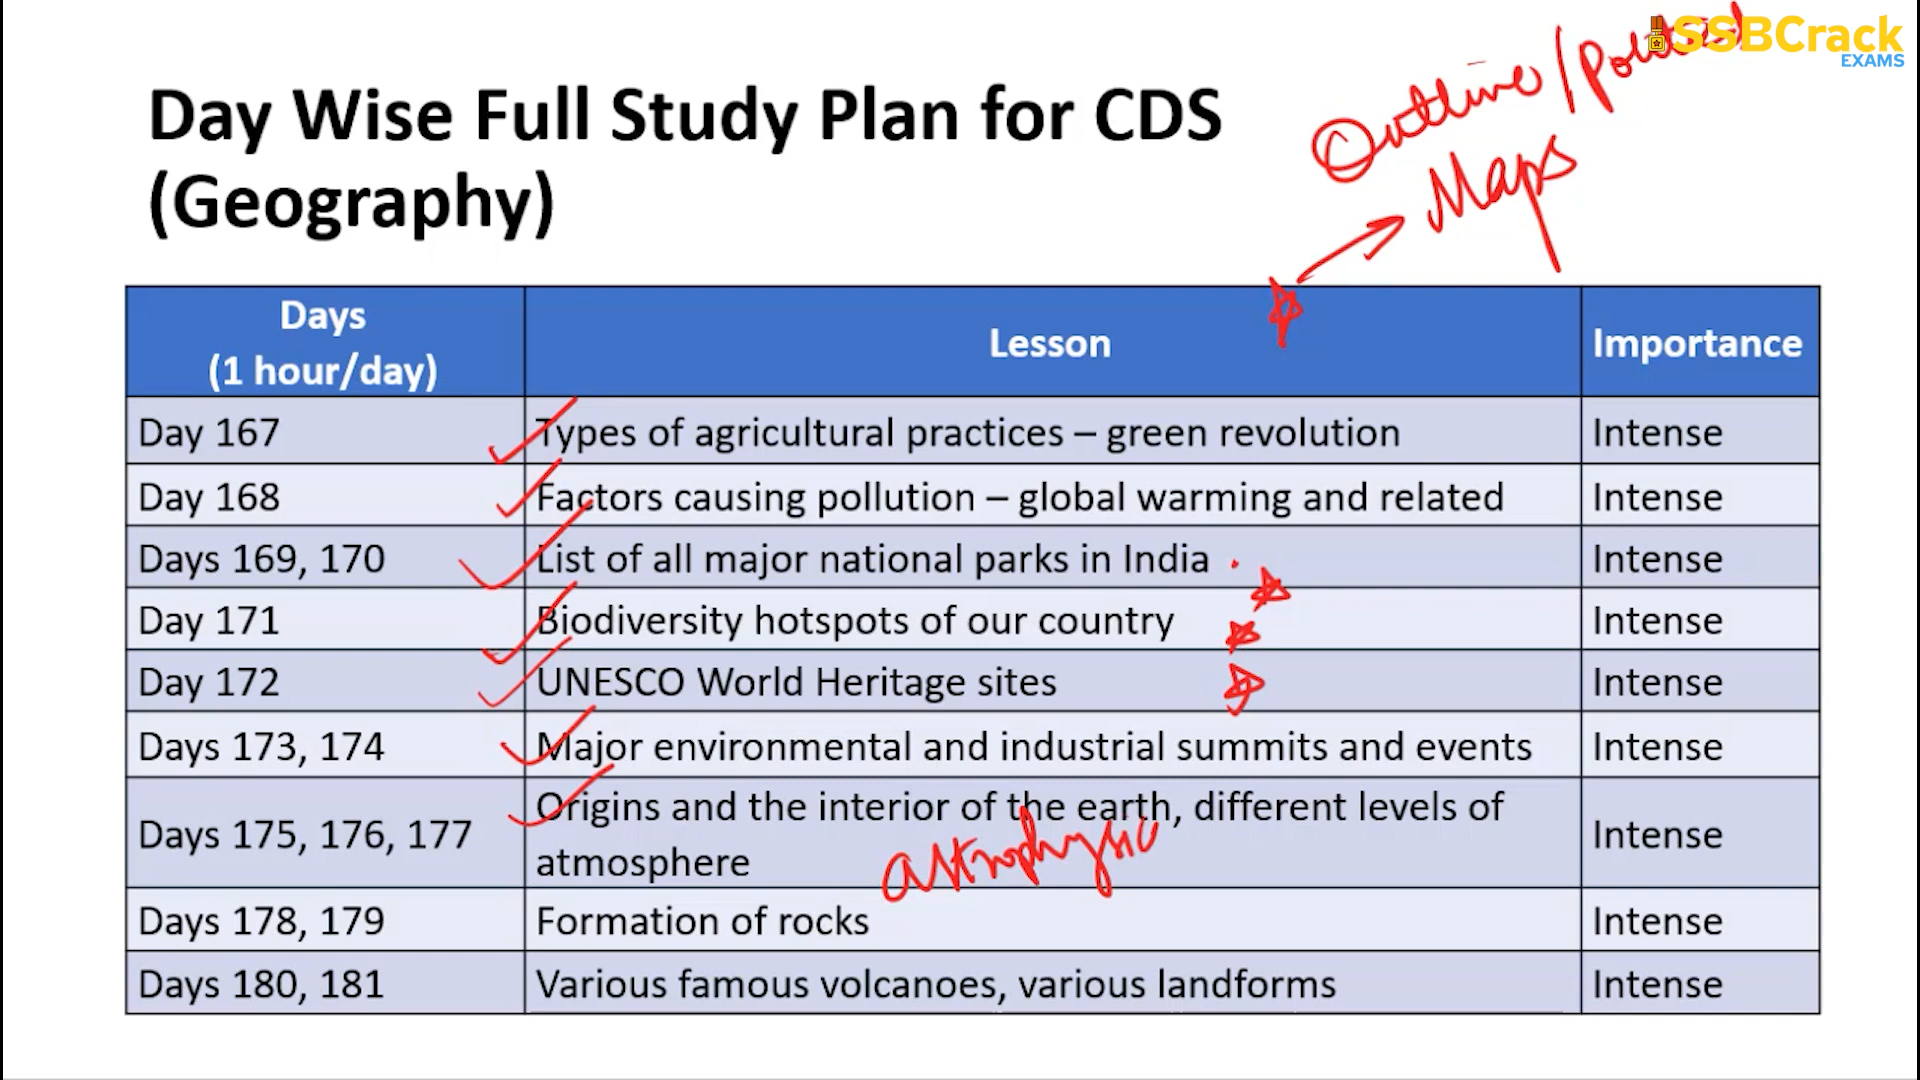 SSBCrack
EXAMS
Outline/political
Maps
Day Wise Full Study Plan for CDS
(Geography)
Days
(1 hour/day) Lesson Importance
Day 167 Types of agricultural practices – green revolution Intense
Day 168 Factors causing pollution – global warming and related Intense
Days 169, 170 List of all major national parks in India Intense
Day 171 Biodiversity hotspots of our country Intense
Day 172 UNESCO World Heritage sites Intense
Days 173, 174 Major environmental and industrial summits and events Intense
Days 175, 176, 177 Origins and the interior of the earth, different levels of
atmosphere Intense
astrophysic
Days 178, 179 Formation of rocks Intense
Days 180, 181 Various famous volcanoes, various landforms Intense